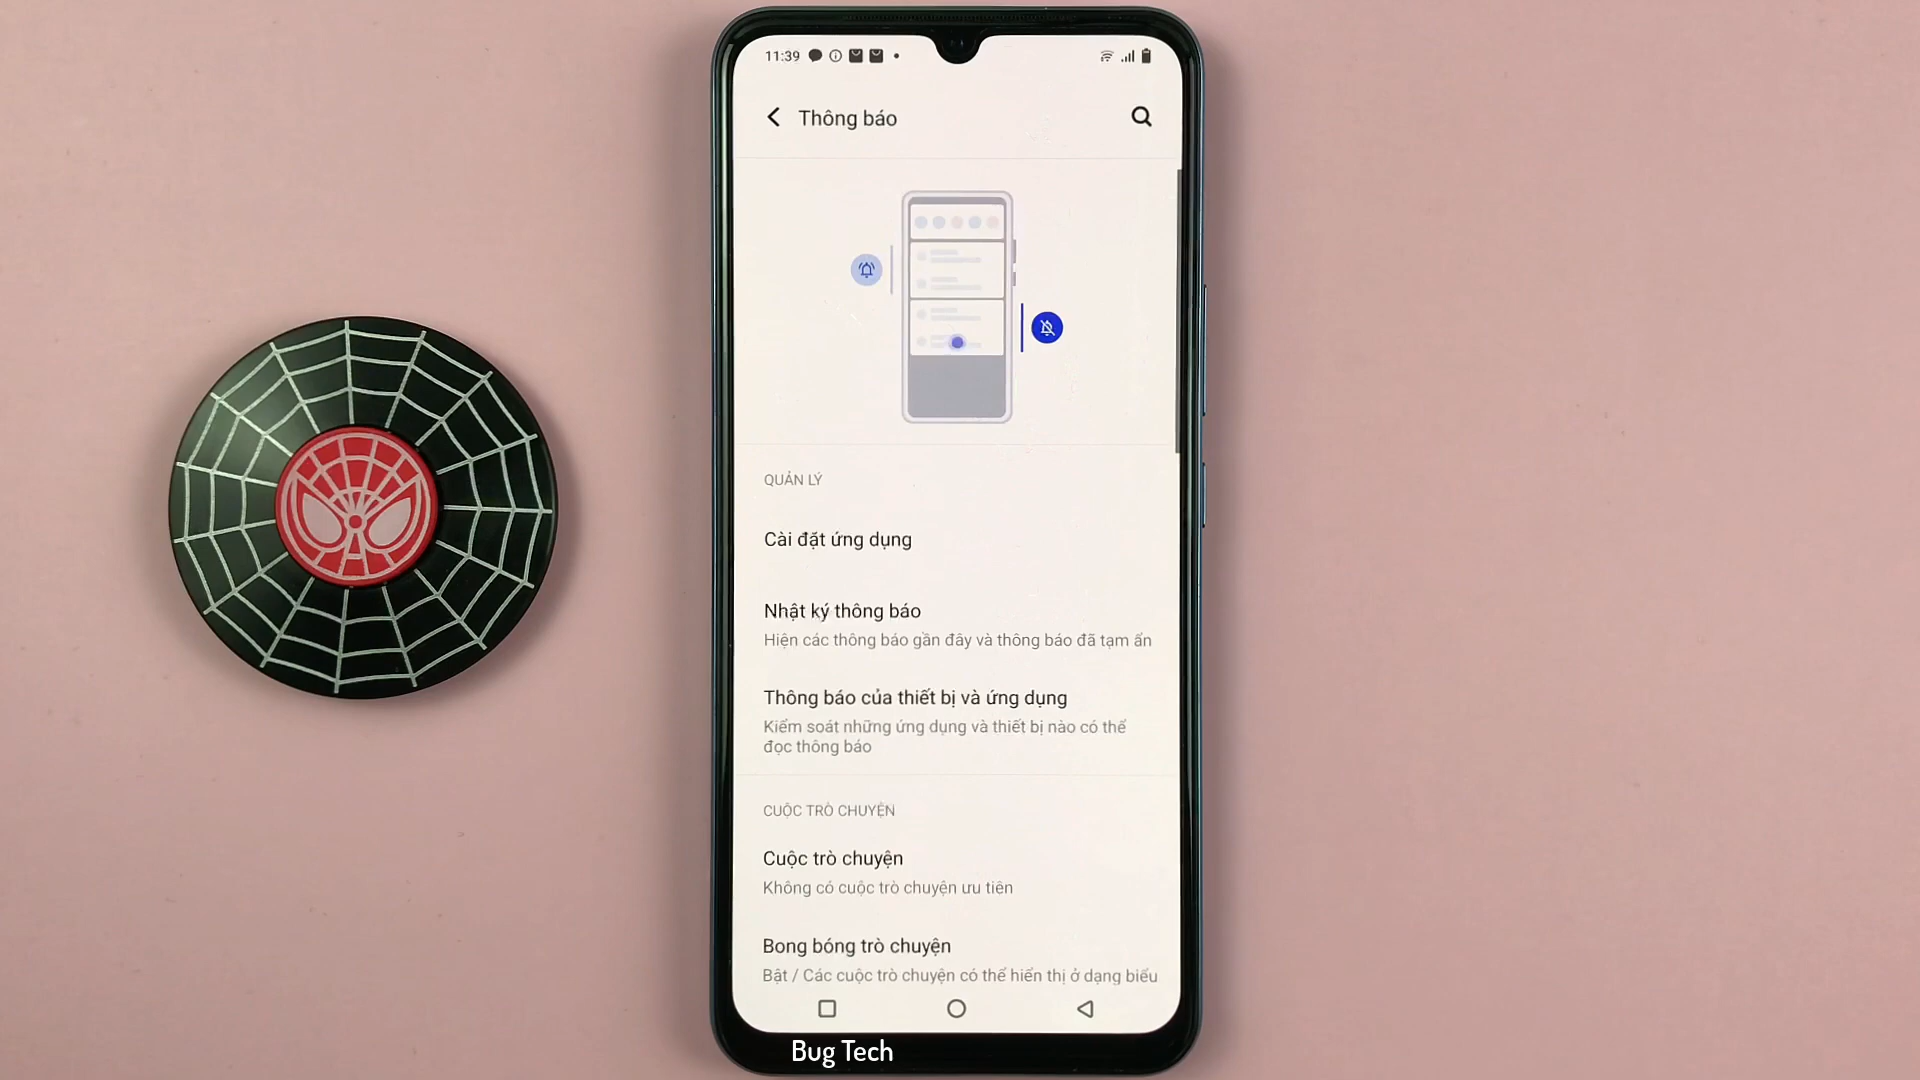 11:39
Thông báo
QUẢN LÝ
Cài đặt ứng dụng
Nhật ký thông báo
Hiện các thông báo gần đây và thông báo đã tạm ẩn
Thông báo của thiết bị và ứng dụng
Kiểm soát những ứng dụng và thiết bị nào có thể
đọc thông báo
CUỘC TRÒ CHUYỆN
Cuộc trò chuyện
Không có cuộc trò chuyện ưu tiên
Bong bóng trò chuyện
Bật / Các cuộc trò chuyện có thể hiển thị ở dạng biểu
Bug Tech